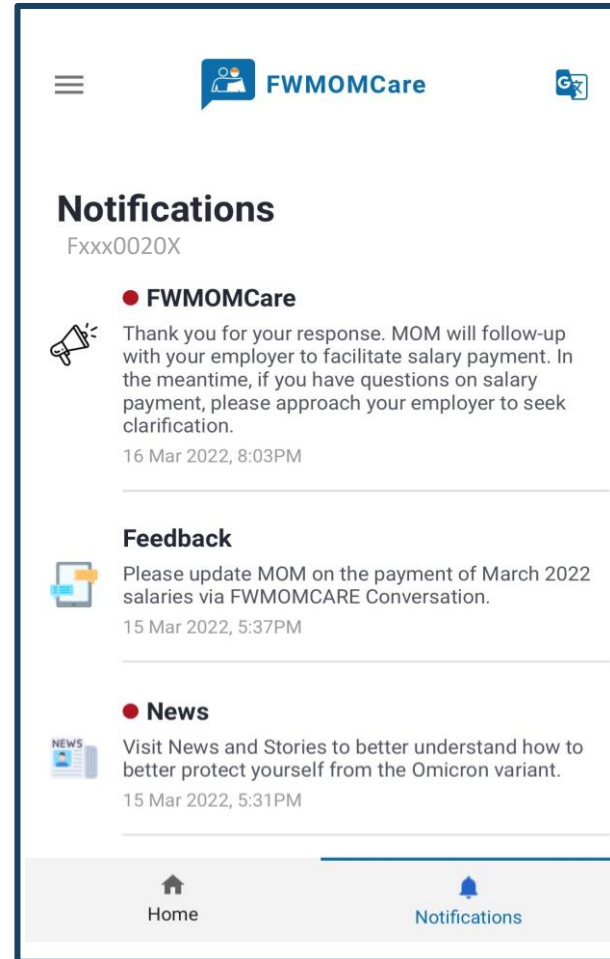 FWMOMCare
G文
Notifications
Fxxx0020X
FWMOMCare
Thank you for your response. MOM will follow-up
with your employer to facilitate salary payment. In
the meantime, if you have questions on salary
payment, please approach your employer to seek
clarification.
16 Mar 2022, 8:03PM
Feedback
Please update MOM on the payment of March 2022
salaries via FWMOMCARE Conversation.
15 Mar 2022, 5:37PM
News
NEWS
Visit News and Stories to better understand how to
better protect yourself from the Omicron variant.
15 Mar 2022, 5:31PM
Home
Notifications